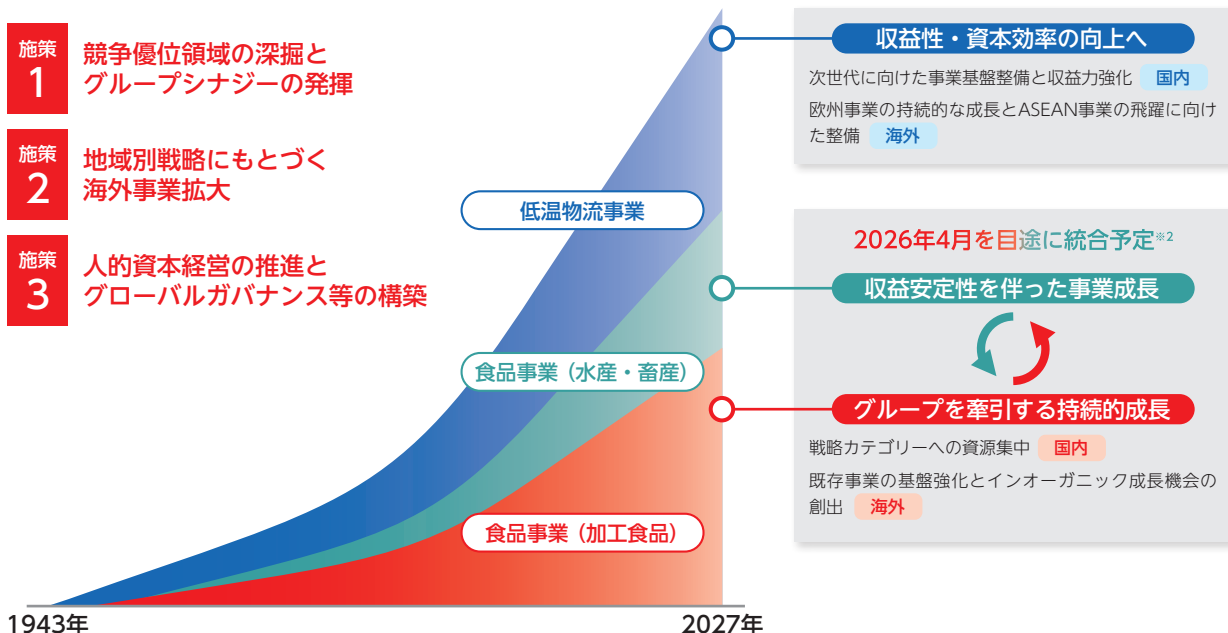 施策
1
競争優位領域の深掘と
グループシナジーの発揮
施策
2
地域別戦略にもとづく
海外事業拡大
施策
3
人的資本経営の推進と
グローバルガバナンス等の構築
低温物流事業
食品事業（水産・畜産）
食品事業（加工食品）
1943年
2027年
収益性・資本効率の向上へ
次世代に向けた事業基盤整備と収益力強化 国内
欧州事業の持続的な成長とASEAN事業の飛躍に向け
た整備 海外
2026年4月を目途に統合予定※2
収益安定性を伴った事業成長
グループを牽引する持続的成長
戦略カテゴリーへの資源集中 国内
既存事業の基盤強化とインオーガニック成長機会の
創出 海外